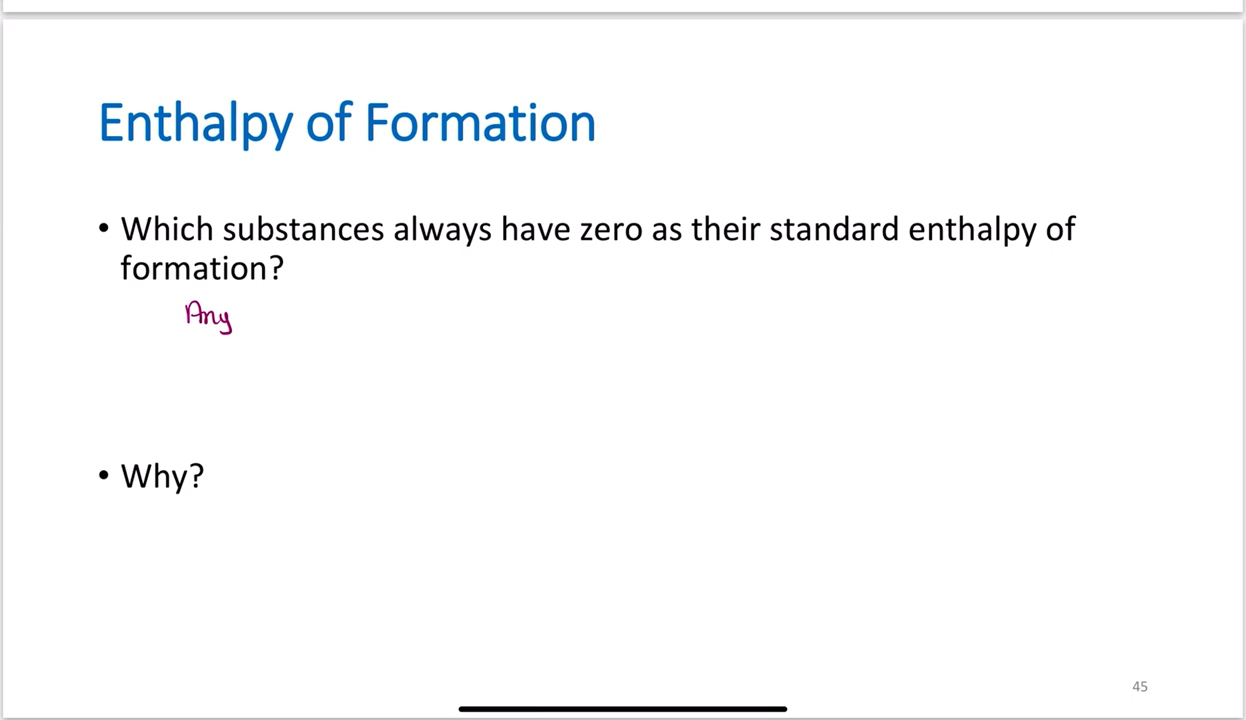 Enthalpy of Formation
• Which substances always have zero as their standard enthalpy of
formation?
Any
• Why?
45